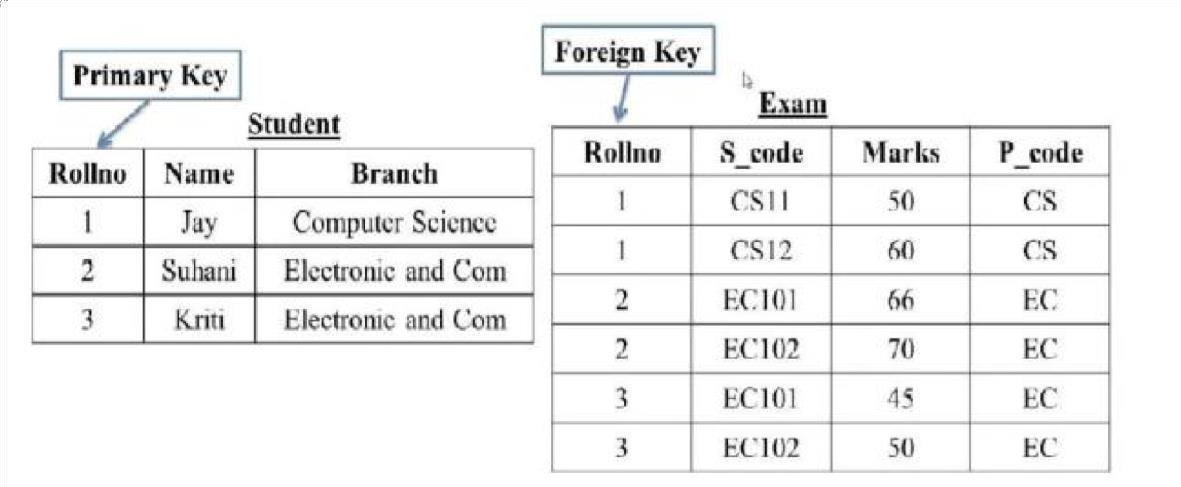 Primary Key
Student
Rollno Name Branch
1 Jay Computer Science
2 Suhani Electronic and Com
3 Kriti Electronic and Com
Foreign Key
Exam
Rollno S_code Marks P_code
1 CS11 50 CS
1 CS12 60 CS
2 EC101 66 EC
2 EC102 70 EC
3 EC101 45 EC
3 EC102 50 EC